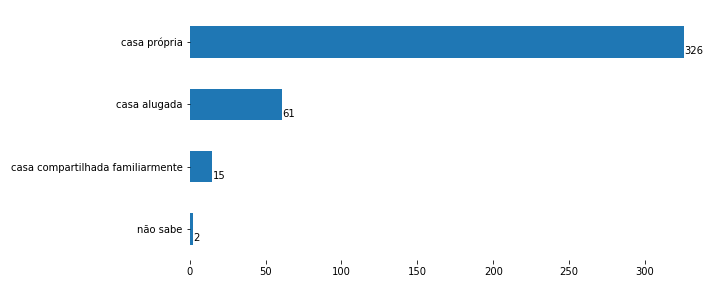 casa própria
326
casa alugada
61
casa compartilhada familiarmente
15
não sabe
2
0 50 100 150 200 250 300